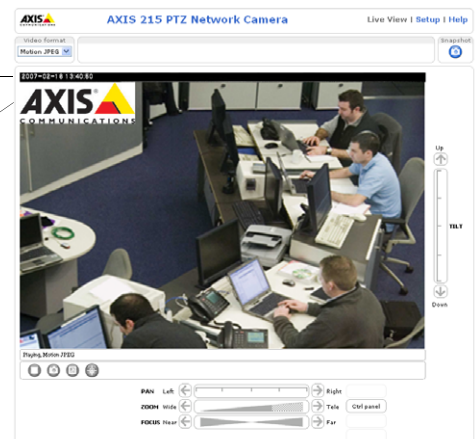 AXIS
COMMUNICATIONS
AXIS 215 PTZ Network Camera
Live View | Setup | Help
Video format
Motion JPEG
Snapshot
2007-02-16 13:40:50
AXIS
COMMUNICATIONS
Up
TILT
Down
Playing, Motion JPEG
PAN Left Right
ZOOM Wide Tele Ctrl panel
FOCUS Near Far